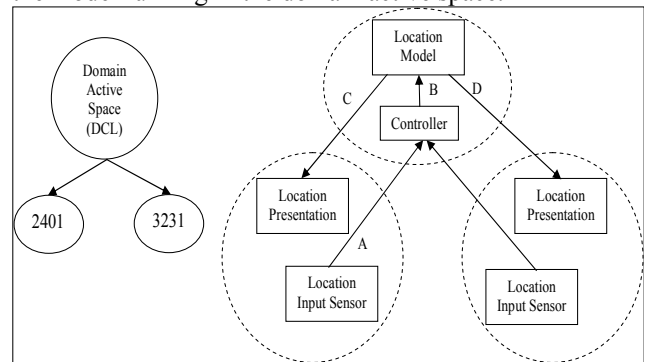 Domain
Active
Space
(DCL)
2401
3231
Location
Model
C
B
D
Controller
Location
Presentation
Location
Presentation
A
Location
Input Sensor
Location
Input Sensor